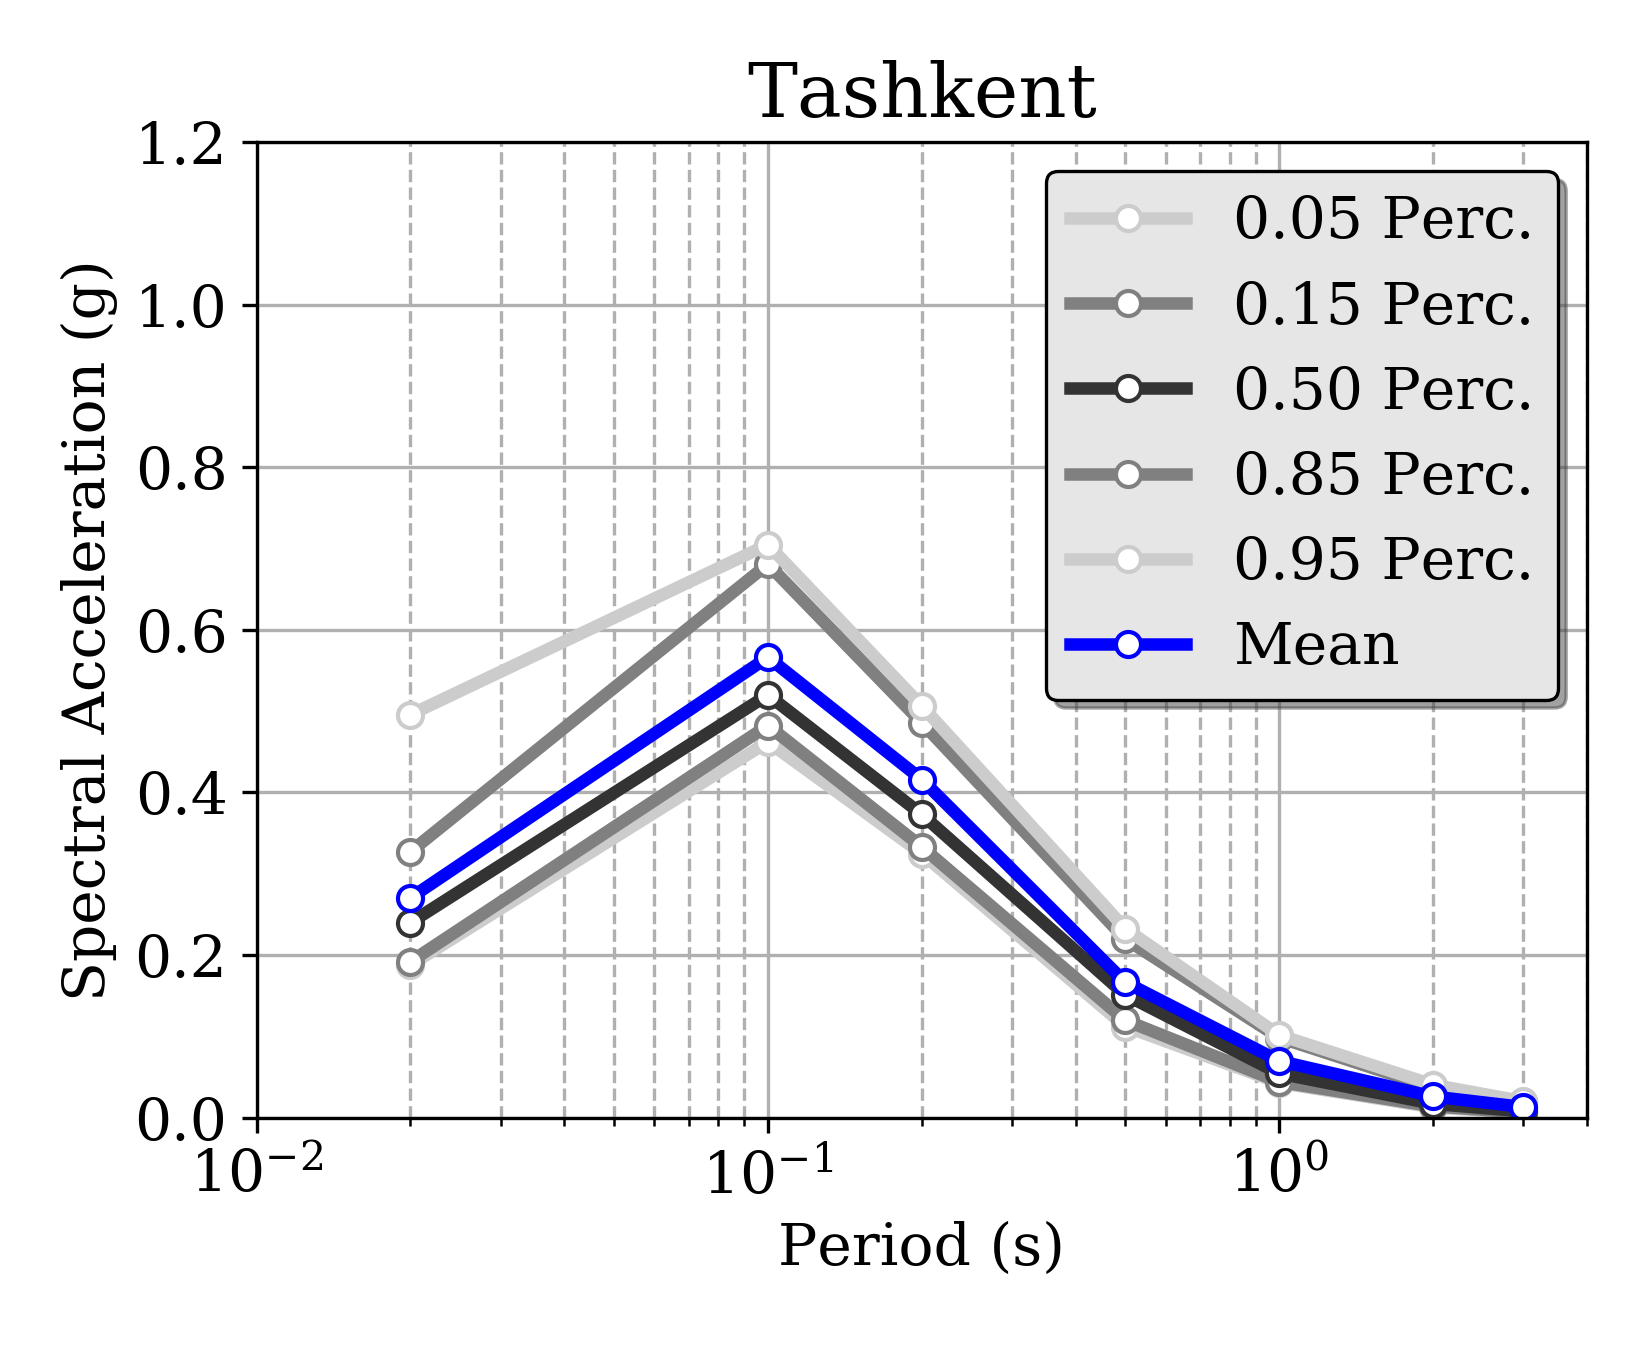 Tashkent
1.2
1.0
0.8
0.6
0.4
0.2
0.0
Spectral Acceleration (g)
0.05 Perc.
0.15 Perc.
0.50 Perc.
0.85 Perc.
0.95 Perc.
Mean
10⁻² 10⁻¹ 10⁰
Period (s)